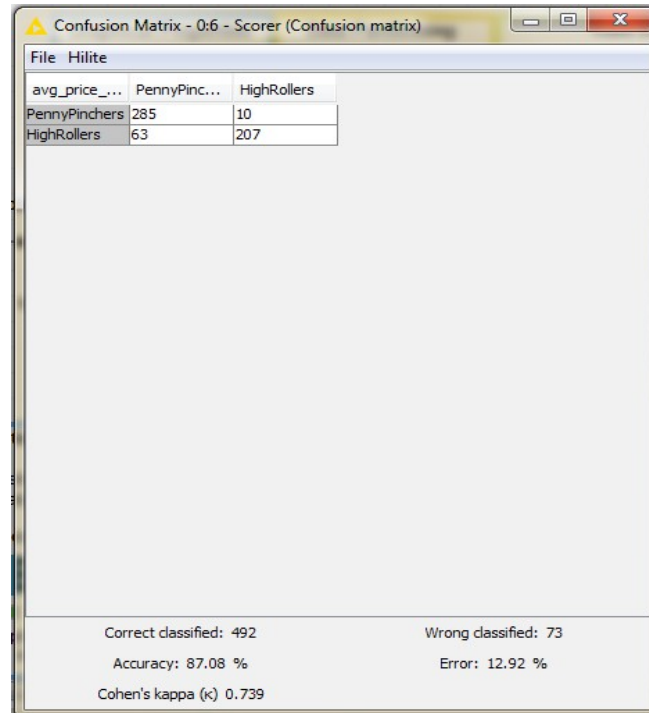 Confusion Matrix - 0:6 - Scorer (Confusion matrix)
File Hilite
avg_price_... PennyPinc... HighRollers
PennyPinchers 285 10
HighRollers 63 207
Correct classified: 492 Wrong classified: 73
Accuracy: 87.08 % Error: 12.92 %
Cohen's kappa (κ) 0.739